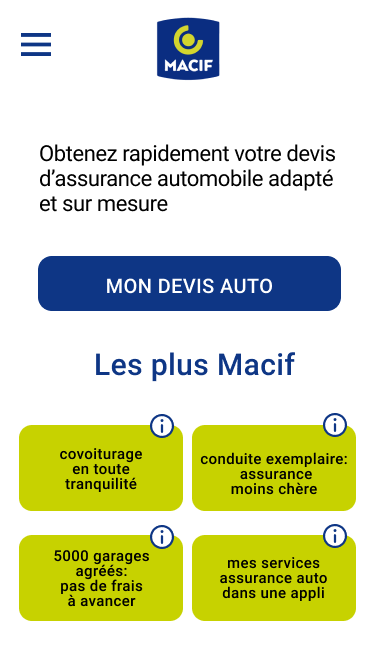 MACIF
Obtenez rapidement votre devis
d'assurance automobile adapté
et sur mesure
MON DEVIS AUTO
Les plus Macif
covoiturage
en toute
tranquilité
conduite exemplaire:
assurance
moins chère
5000 garages
agréés:
pas de frais
à avancer
mes services
assurance auto
dans une appli